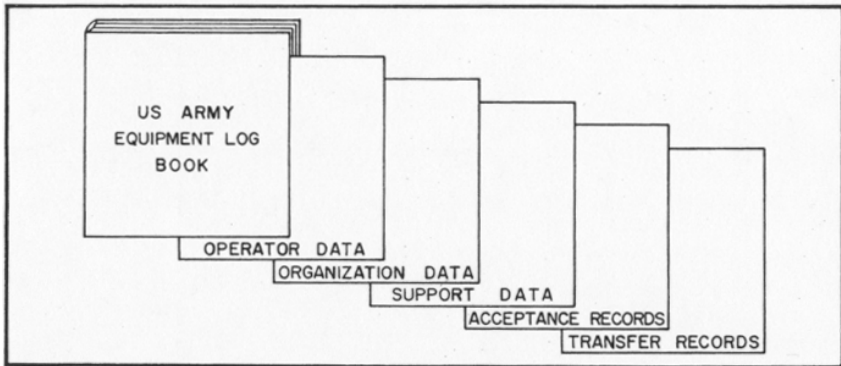 US ARMY
EQUIPMENT LOG
BOOK
OPERATOR DATA
ORGANIZATION DATA
SUPPORT DATA
ACCEPTANCE RECORDS
TRANSFER RECORDS